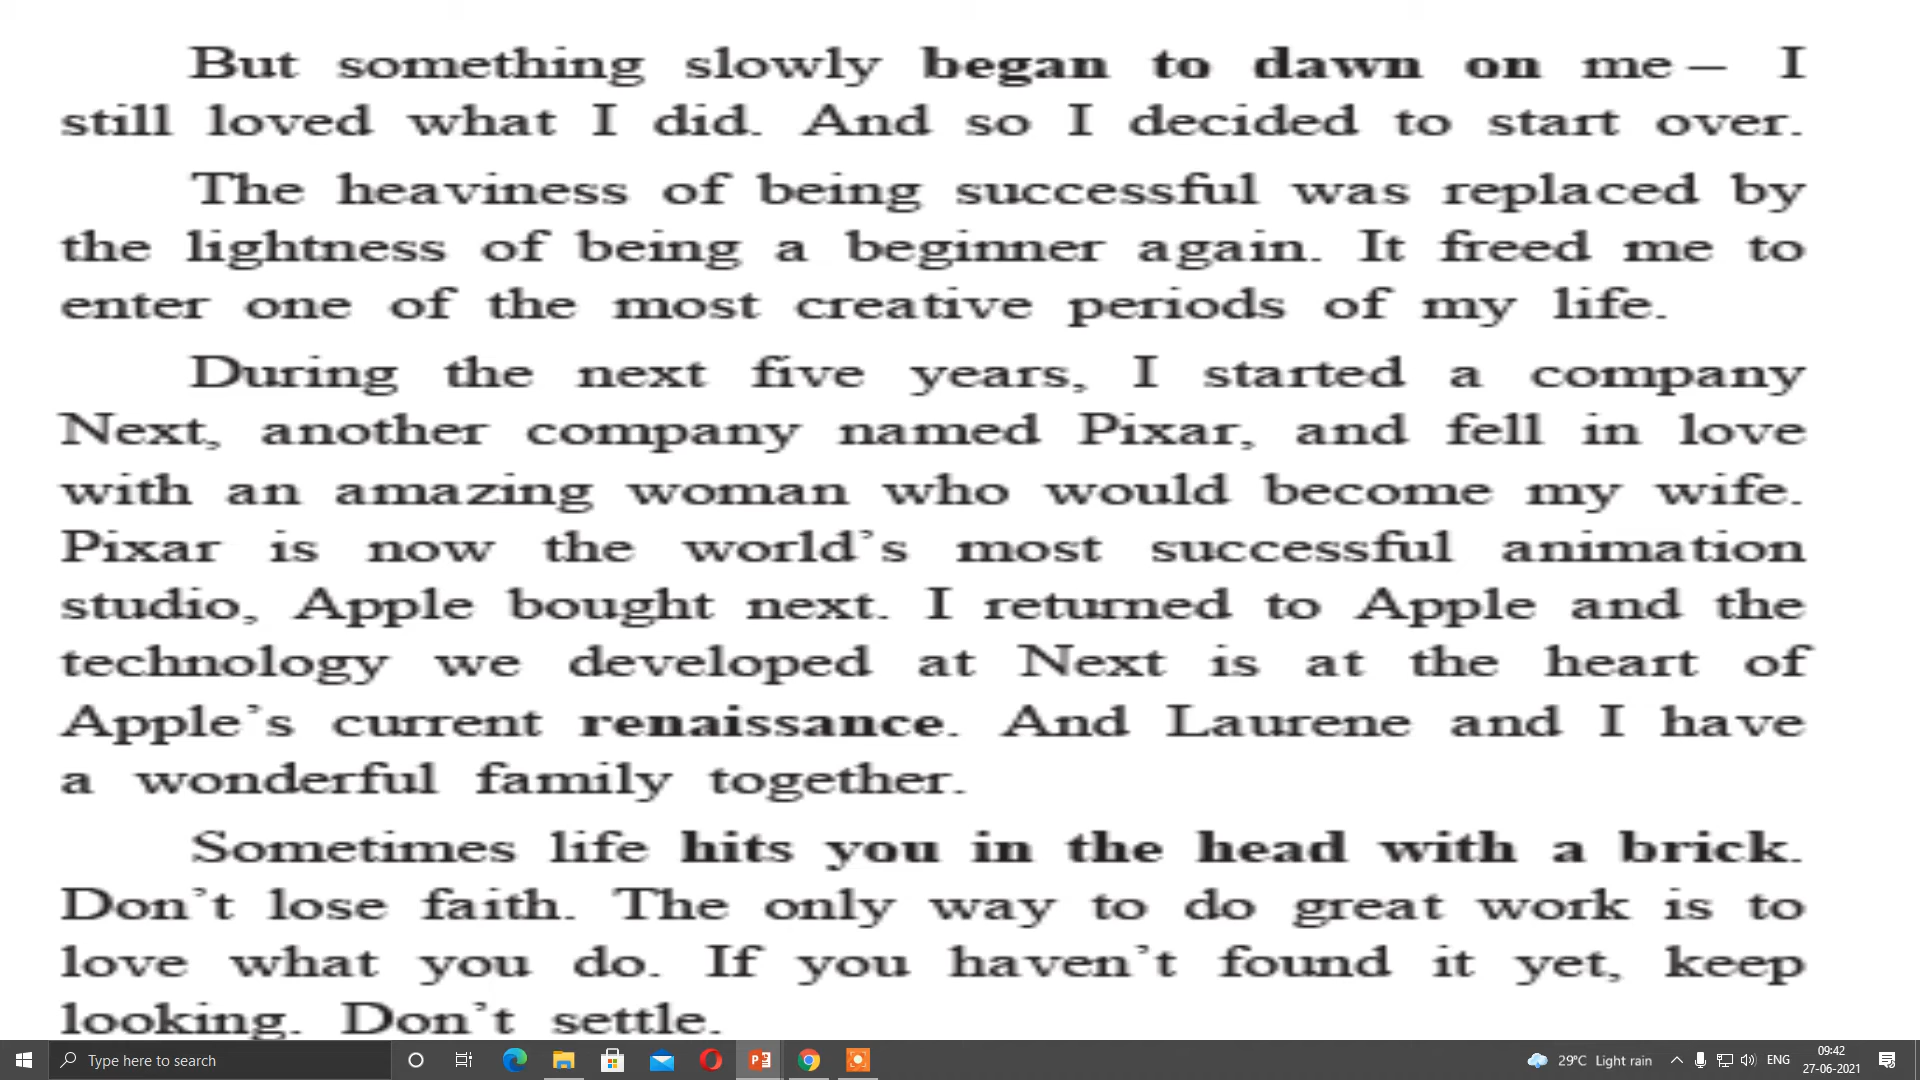 But something slowly began to dawn on me – I
still loved what I did. And so I decided to start over.
The heaviness of being successful was replaced by
the lightness of being a beginner again. It freed me to
enter one of the most creative periods of my life.
During the next five years, I started a company
Next, another company named Pixar, and fell in love
with an amazing woman who would become my wife.
Pixar is now the world's most successful animation
studio, Apple bought next. I returned to Apple and the
technology we developed at Next is at the heart of
Apple's current renaissance. And Laurene and I have
a wonderful family together.
Sometimes life hits you in the head with a brick.
Don't lose faith. The only way to do great work is to
love what you do. If you haven't found it yet, keep
looking. Don't settle.
Type here to search
29°C Light rain
ENG
09:42
27-06-2021